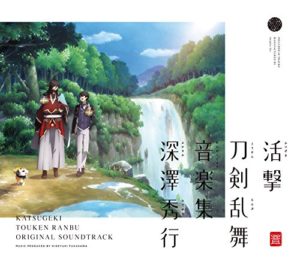 活撃
刀剣乱舞
音楽集
深澤秀行
KATSUGEKI
TOUKEN RANBU
ORIGINAL SOUNDTRACK
MUSIC PRODUCED BY HIDEYUKI FUKASAWA